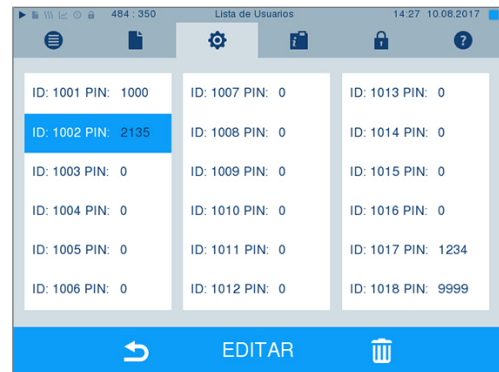 484 : 350 Lista de Usuarios 14:27 10.08.2017
ID: 1001 PIN: 1000
ID: 1002 PIN: 2135
ID: 1003 PIN: 0
ID: 1004 PIN: 0
ID: 1005 PIN: 0
ID: 1006 PIN: 0
ID: 1007 PIN: 0
ID: 1008 PIN: 0
ID: 1009 PIN: 0
ID: 1010 PIN: 0
ID: 1011 PIN: 0
ID: 1012 PIN: 0
ID: 1013 PIN: 0
ID: 1014 PIN: 0
ID: 1015 PIN: 0
ID: 1016 PIN: 0
ID: 1017 PIN: 1234
ID: 1018 PIN: 9999
EDITAR